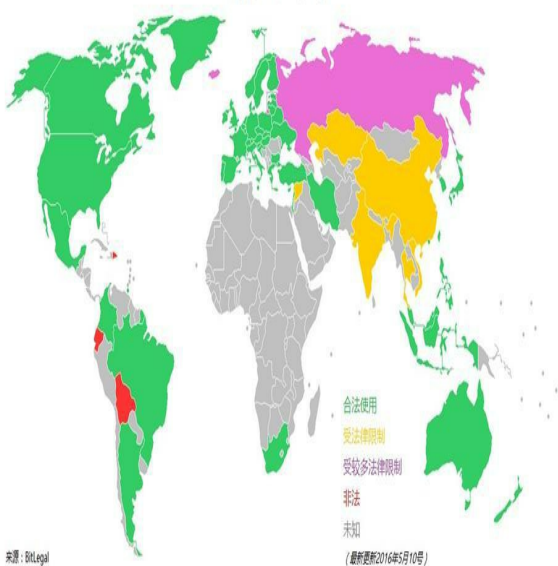 合法使用
受法律限制
受较多法律限制
非法
未知
来源：BitLegal
（最新更新2016年5月10号）